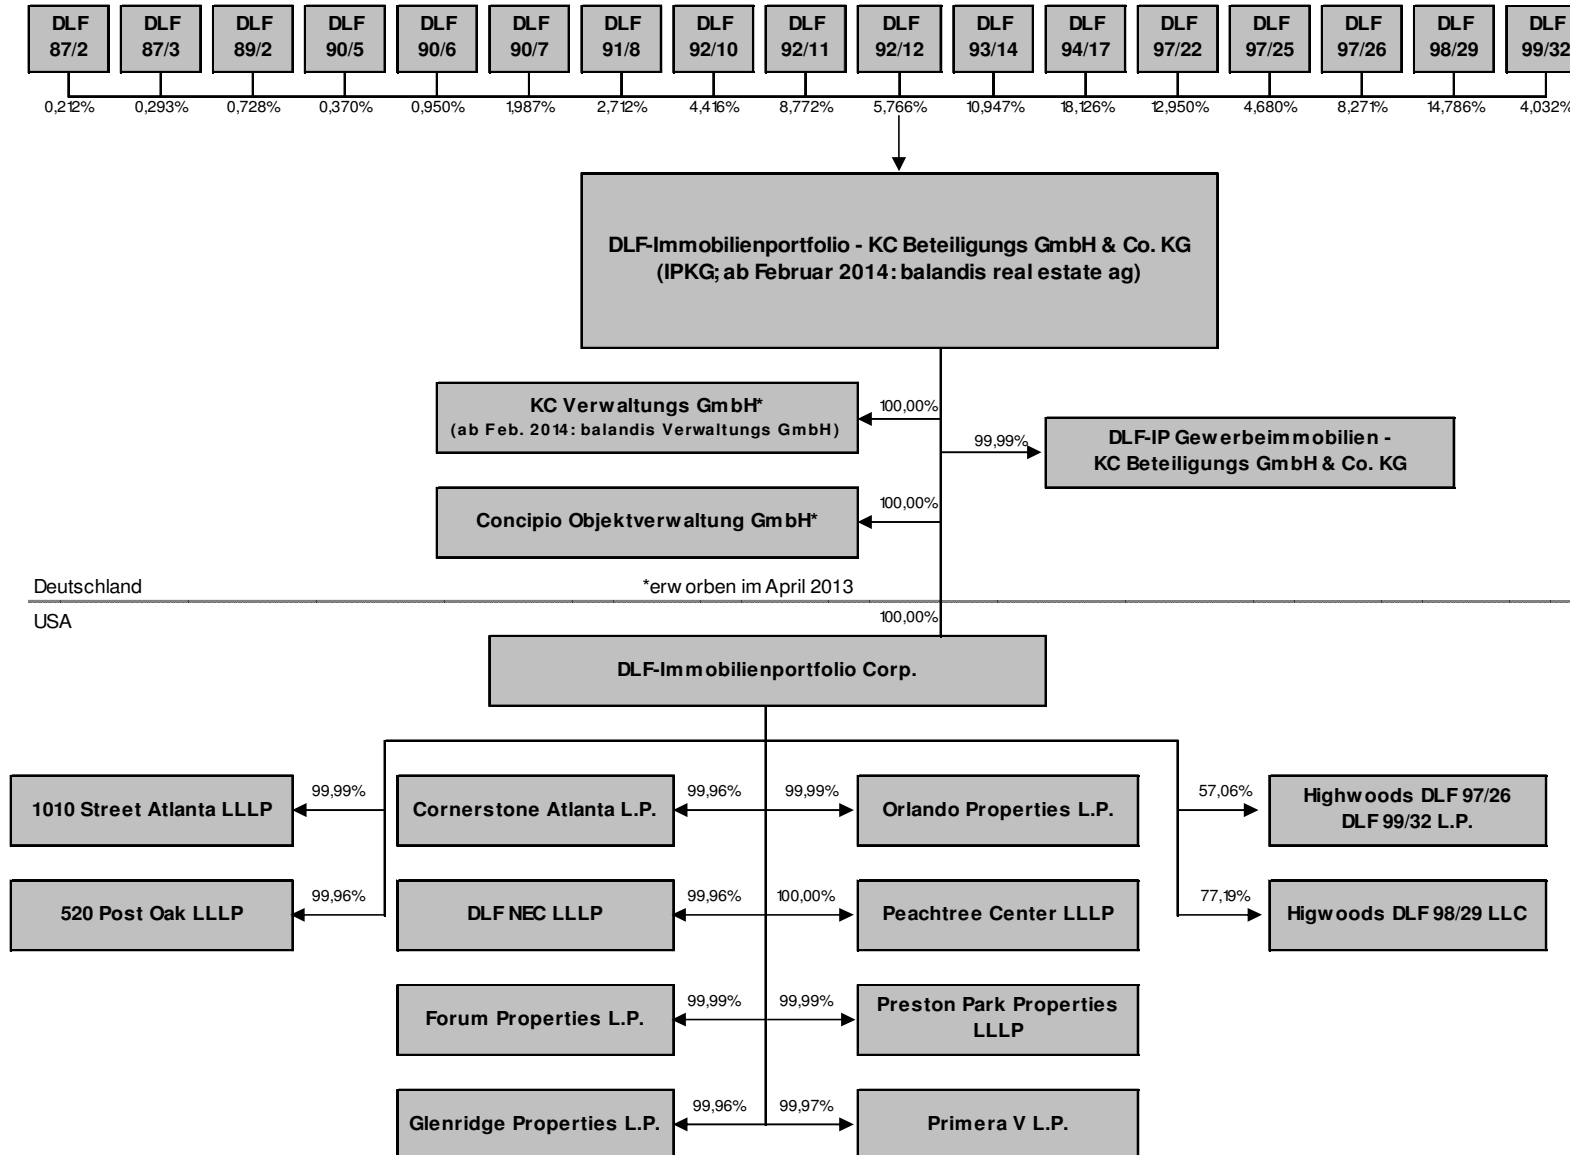 DLF DLF DLF DLF DLF DLF DLF DLF DLF DLF DLF DLF DLF DLF DLF DLF DLF
87/2 87/3 89/2 90/5 90/6 90/7 91/8 92/10 92/11 92/12 93/14 94/17 97/22 97/25 97/26 98/29 99/32
0,212% 0,293% 0,728% 0,370% 0,950% 1,987% 2,712% 4,416% 8,772% 5,766% 10,947% 18,126% 12,950% 4,680% 8,271% 14,786% 4,032%
DLF-Immobilienportfolio - KC Beteiligungs GmbH & Co. KG
(IPKG; ab Februar 2014: balandis real estate ag)
KC Verwaltungs GmbH*
(ab Feb. 2014: balandis Verwaltungs GmbH)
100,00%
99,99%
DLF-IP Gewerbeimmobilien -
KC Beteiligungs GmbH & Co. KG
Concipio Objektverwaltung GmbH*
100,00%
Deutschland
*erworben im April 2013
USA
100,00%
DLF-Immobilienportfolio Corp.
1010 Street Atlanta LLLP
99,99%
Cornerstone Atlanta L.P.
99,96%
99,99%
Orlando Properties L.P.
57,06%
Highwoods DLF 97/26
DLF 99/32 L.P.
520 Post Oak LLLP
99,96%
DLF NEC LLLP
99,96%
100,00%
Peachtree Center LLLP
77,19%
Higwoods DLF 98/29 LLC
Forum Properties L.P.
99,99%
99,99%
Preston Park Properties
LLLP
Glenridge Properties L.P.
99,96%
99,97%
Primera V L.P.